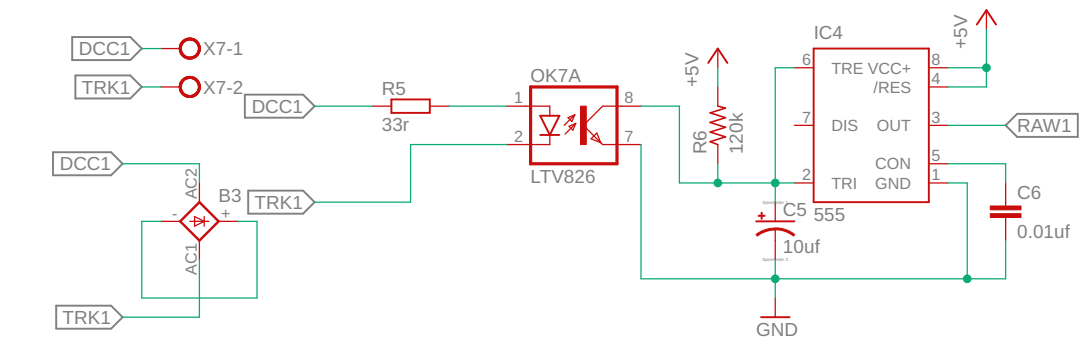 DCC1
X7-1
TRK1
X7-2
DCC1
R5
33r
OK7A
1
2
8
7
LTV826
+5V
R6
120k
IC4
+5V
6
TRE
VCC+
8
/RES
4
7
DIS
OUT
3
RAW1
CON
5
2
TRI
GND
1
555
C5
10uf
C6
0.01uf
GND
DCC1
AC2
B3
-
+
AC1
TRK1
TRK1